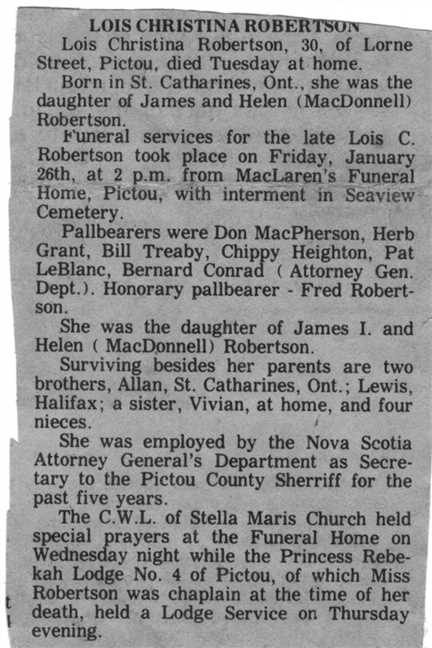 LOIS CHRISTINA ROBERTSON
Lois Christina Robertson, 30, of Lorne
Street, Pictou, died Tuesday at home.
Born in St. Catharines, Ont., she was the
daughter of James and Helen (MacDonnell)
Robertson.
Funeral services for the late Lois C.
Robertson took place on Friday, January
26th, at 2 p.m. from MacLaren's Funeral
Home, Pictou, with interment in Seaview
Cemetery.
Pallbearers were Don MacPherson, Herb
Grant, Bill Treaby, Chippy Heighton, Pat
LeBlanc, Bernard Conrad ( Attorney Gen.
Dept.). Honorary pallbearer - Fred Robert-
son.
She was the daughter of James I. and
Helen ( MacDonnell) Robertson.
Surviving besides her parents are two
brothers, Allan, St. Catharines, Ont.; Lewis,
Halifax; a sister, Vivian, at home, and four
nieces.
She was employed by the Nova Scotia
Attorney General's Department as Secre-
tary to the Pictou County Sherriff for the
past five years.
The C.W.L. of Stella Maris Church held
special prayers at the Funeral Home on
Wednesday night while the Princess Rebe-
kah Lodge No. 4 of Pictou, of which Miss
Robertson was chaplain at the time of her
death, held a Lodge Service on Thursday
evening.